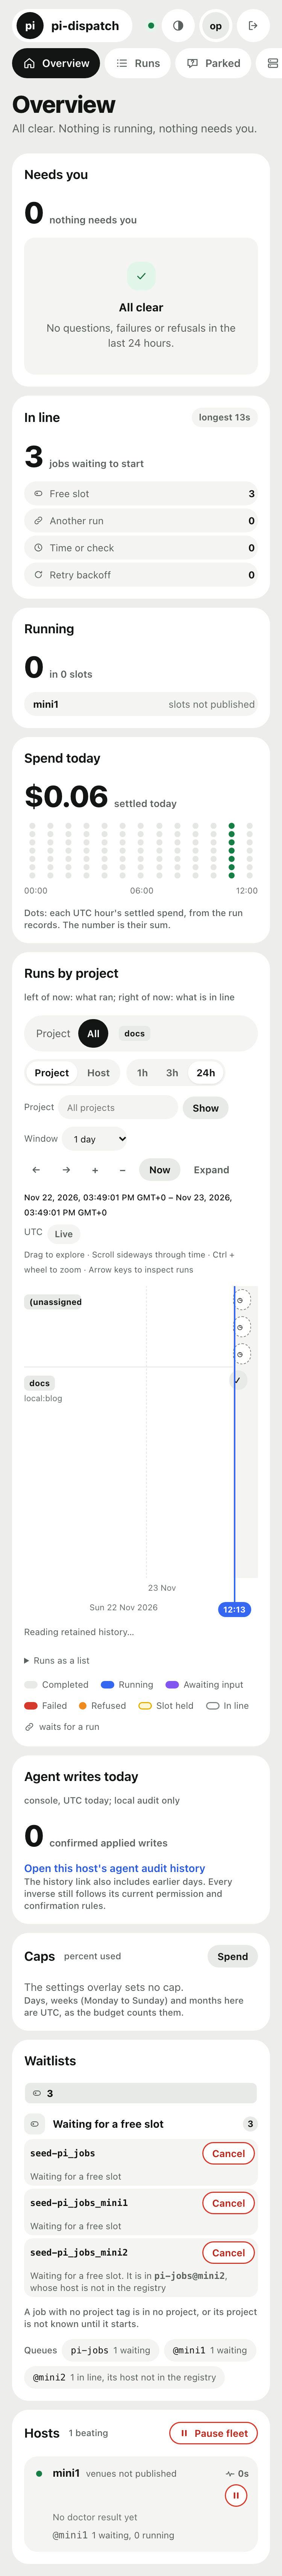 pi pi-dispatch op
Overview Runs Parked
Overview
All clear. Nothing is running, nothing needs you.
Needs you
0 nothing needs you
All clear
No questions, failures or refusals in the
last 24 hours.
In line longest 13s
3 jobs waiting to start
Free slot 3
Another run 0
Time or check 0
Retry backoff 0
Running
0 in 0 slots
mini1 slots not published
Spend today
$0.06 settled today
00:00 06:00 12:00
Dots: each UTC hour's settled spend, from the run
records. The number is their sum.
Runs by project
left of now: what ran; right of now: what is in line
Project All docs
Project Host 1h 3h 24h
Project All projects Show
Window 1 day
← → + − Now Expand
Nov 22, 2026, 03:49:01 PM GMT+0 – Nov 23, 2026,
03:49:01 PM GMT+0
UTC Live
Drag to explore · Scroll sideways through time · Ctrl +
wheel to zoom · Arrow keys to inspect runs
(unassigned
docs
local:blog
23 Nov
Sun 22 Nov 2026 12:13
Reading retained history…
Runs as a list
Completed Running Awaiting input
Failed Refused Slot held In line
waits for a run
Agent writes today
console, UTC today; local audit only
0 confirmed applied writes
Open this host's agent audit history
The history link also includes earlier days. Every
inverse still follows its current permission and
confirmation rules.
Caps percent used Spend
The settings overlay sets no cap.
Days, weeks (Monday to Sunday) and months here
are UTC, as the budget counts them.
Waitlists
3
Waiting for a free slot 3
seed-pi_jobs Cancel
Waiting for a free slot
seed-pi_jobs_mini1 Cancel
Waiting for a free slot
seed-pi_jobs_mini2 Cancel
Waiting for a free slot. It is in pi-jobs@mini2,
whose host is not in the registry
A job with no project tag is in no project, or its project
is not known until it starts.
Queues pi-jobs 1 waiting @mini1 1 waiting
@mini2 1 in line, its host not in the registry
Hosts 1 beating Pause fleet
mini1 venues not published 0s
No doctor result yet
@mini1 1 waiting, 0 running